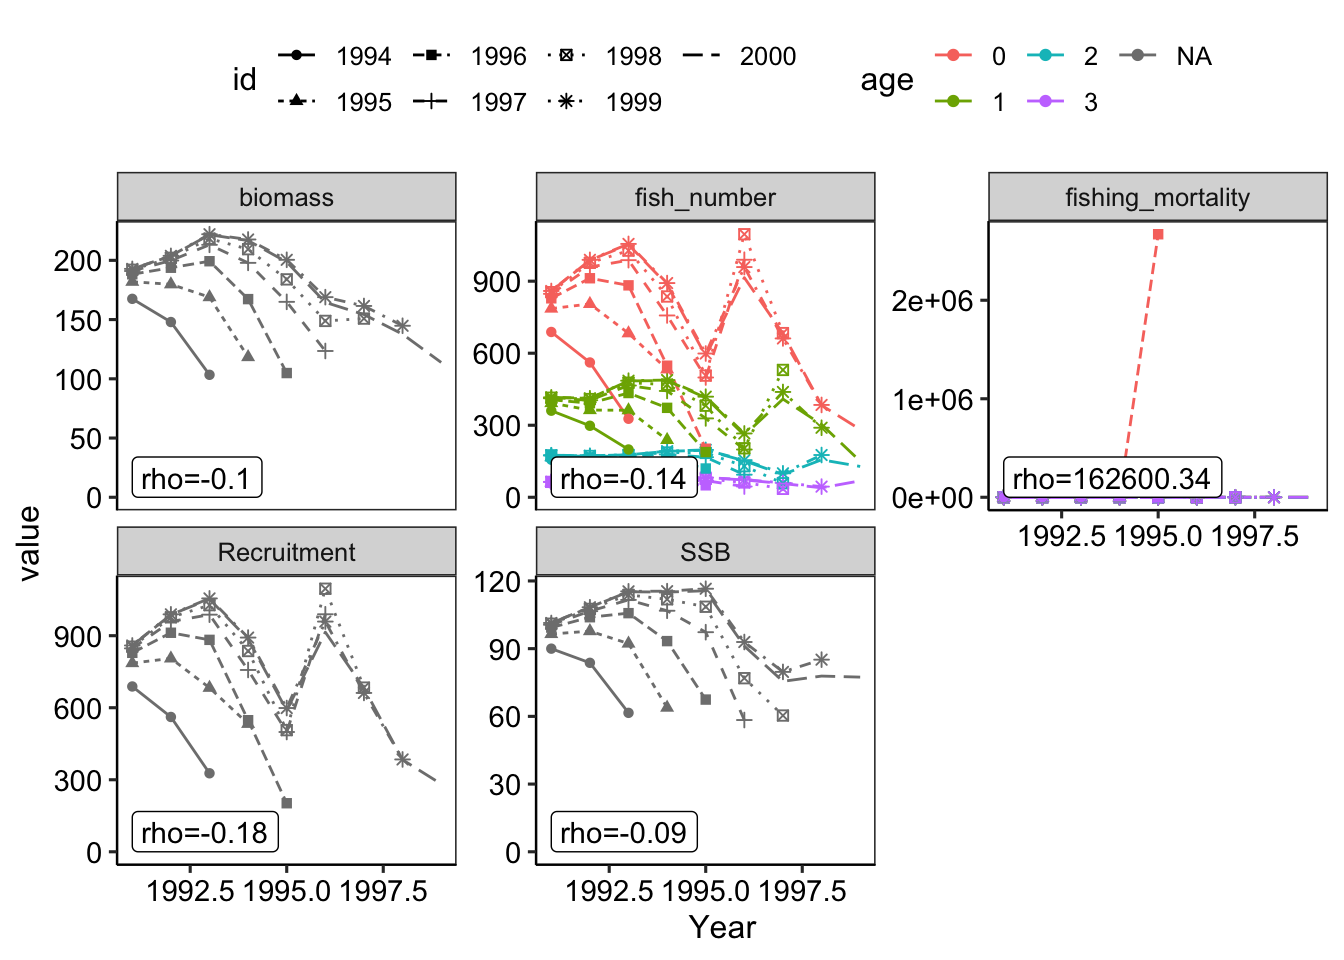 id
1994
1996
1998
2000
1995
1997
1999
age
0
2
NA
1
3
biomass
fish_number
fishing_mortality
200
150
100
50
0
rho=-0.1
900
600
300
0
rho=-0.14
2e+06
1e+06
0e+00
rho=162600.34
1992.5 1995.0 1997.5
value
Recruitment
SSB
900
600
300
0
rho=-0.18
120
90
60
30
0
rho=-0.09
1992.5 1995.0 1997.5
1992.5 1995.0 1997.5
Year